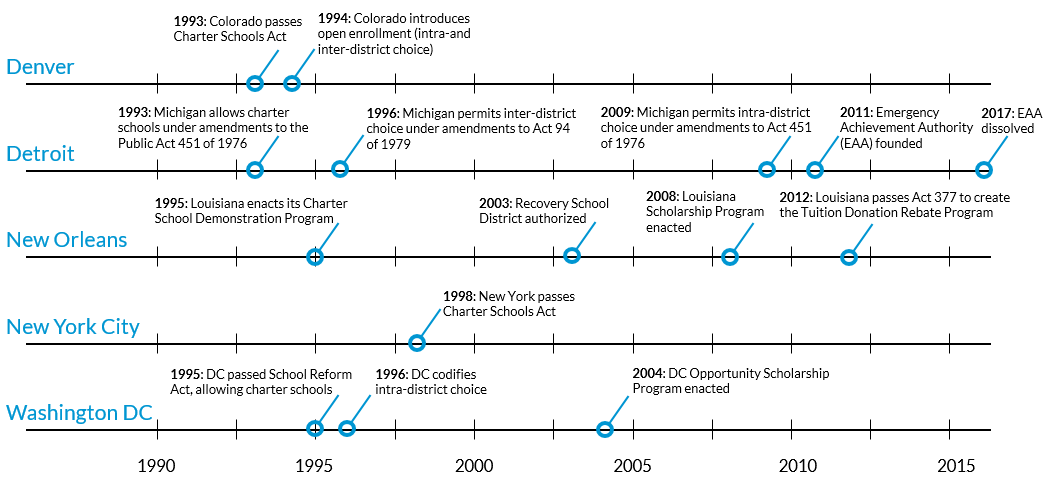 1993: Colorado passes
Charter Schools Act
1994: Colorado introduces
open enrollment (intra-and
inter-district choice)
Denver
1993: Michigan allows charter
schools under amendments to the
Public Act 451 of 1976
1996: Michigan permits inter-district
choice under amendments to Act 94
of 1979
2009: Michigan permits intra-district
choice under amendments to Act 451
of 1976
2011: Emergency
Achievement Authority
(EAA) founded
2017: EAA
dissolved
Detroit
1995: Louisiana enacts its Charter
School Demonstration Program
2003: Recovery School
District authorized
2008: Louisiana
Scholarship Program
enacted
2012: Louisiana passes Act 377 to create
the Tuition Donation Rebate Program
New Orleans
1998: New York passes
Charter Schools Act
New York City
1995: DC passed School Reform
Act, allowing charter schools
1996: DC codifies
intra-district choice
2004: DC Opportunity Scholarship
Program enacted
Washington DC
1990 1995 2000 2005 2010 2015